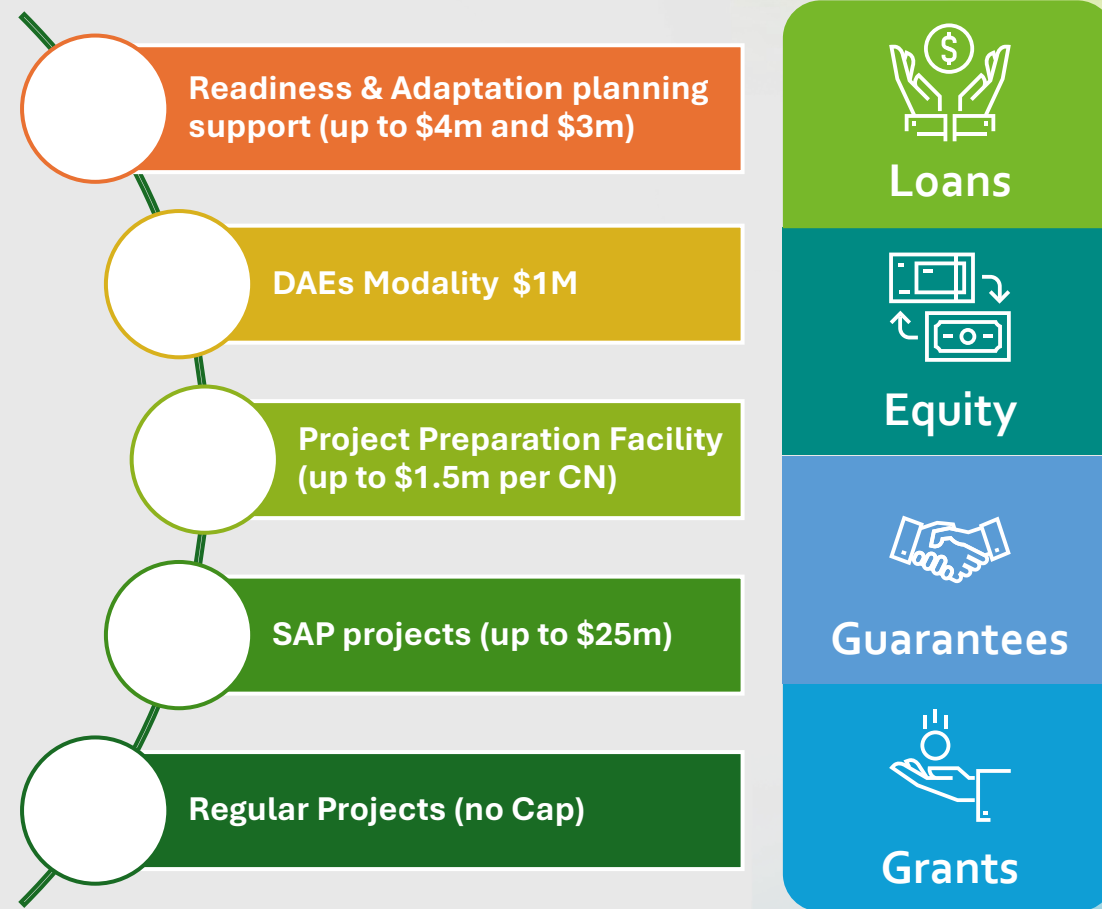 Readiness & Adaptation planning
support (up to $4m and $3m)
DAEs Modality  $1M
Project Preparation Facility
(up to $1.5m per CN)
SAP projects (up to $25m)
Regular Projects (no Cap)
$
Loans
Equity
Guarantees
Grants